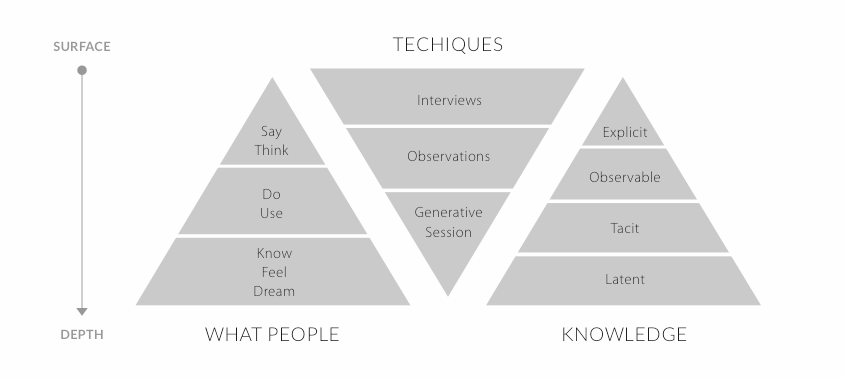 SURFACE
TECHIQUES
Interviews
Observations
Generative
Session
Say
Think
Do
Use
Know
Feel
Dream
Explicit
Observable
Tacit
Latent
DEPTH
WHAT PEOPLE
KNOWLEDGE